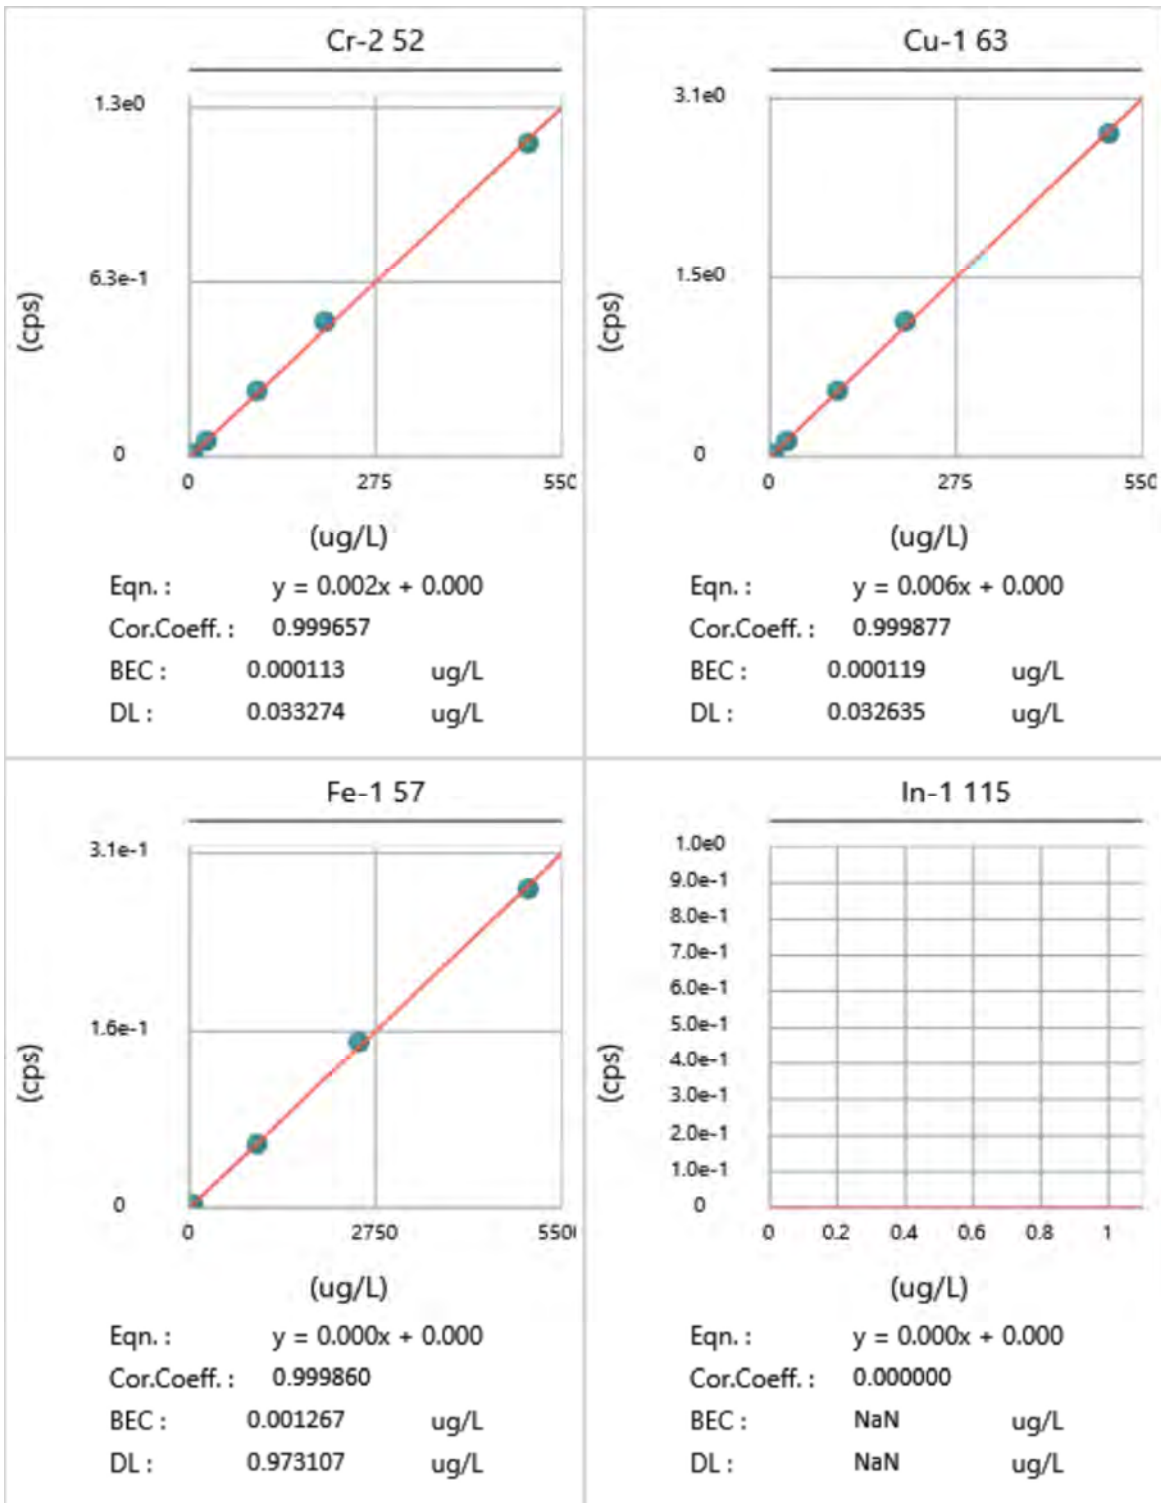 Cr-2 52
1.3e0
6.3e-1
0
(cps)
0 275 550
(ug/L)
Eqn. : y = 0.002x + 0.000
Cor.Coeff. : 0.999657
BEC : 0.000113 ug/L
DL : 0.033274 ug/L
Cu-1 63
3.1e0
1.5e0
0
(cps)
0 275 550
(ug/L)
Eqn. : y = 0.006x + 0.000
Cor.Coeff. : 0.999877
BEC : 0.000119 ug/L
DL : 0.032635 ug/L
Fe-1 57
3.1e-1
1.6e-1
0
(cps)
0 2750 550
(ug/L)
Eqn. : y = 0.000x + 0.000
Cor.Coeff. : 0.999860
BEC : 0.001267 ug/L
DL : 0.973107 ug/L
In-1 115
1.0e0
9.0e-1
8.0e-1
7.0e-1
6.0e-1
5.0e-1
4.0e-1
3.0e-1
2.0e-1
1.0e-1
0
(cps)
0 0.2 0.4 0.6 0.8 1
(ug/L)
Eqn. : y = 0.000x + 0.000
Cor.Coeff. : 0.000000
BEC : NaN ug/L
DL : NaN ug/L